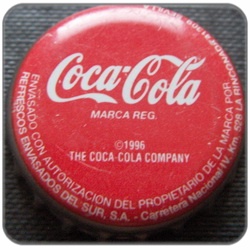 Coca-Cola
MARCA REG.
©1996
THE COCA-COLA COMPANY
ENVASADO CON AUTORIZACION DEL PROPIETARIO DE LA MARCA POR
REFRESCOS ENVASADOS DEL SUR, S.A. - Carretera Nacional IV, Km. 528